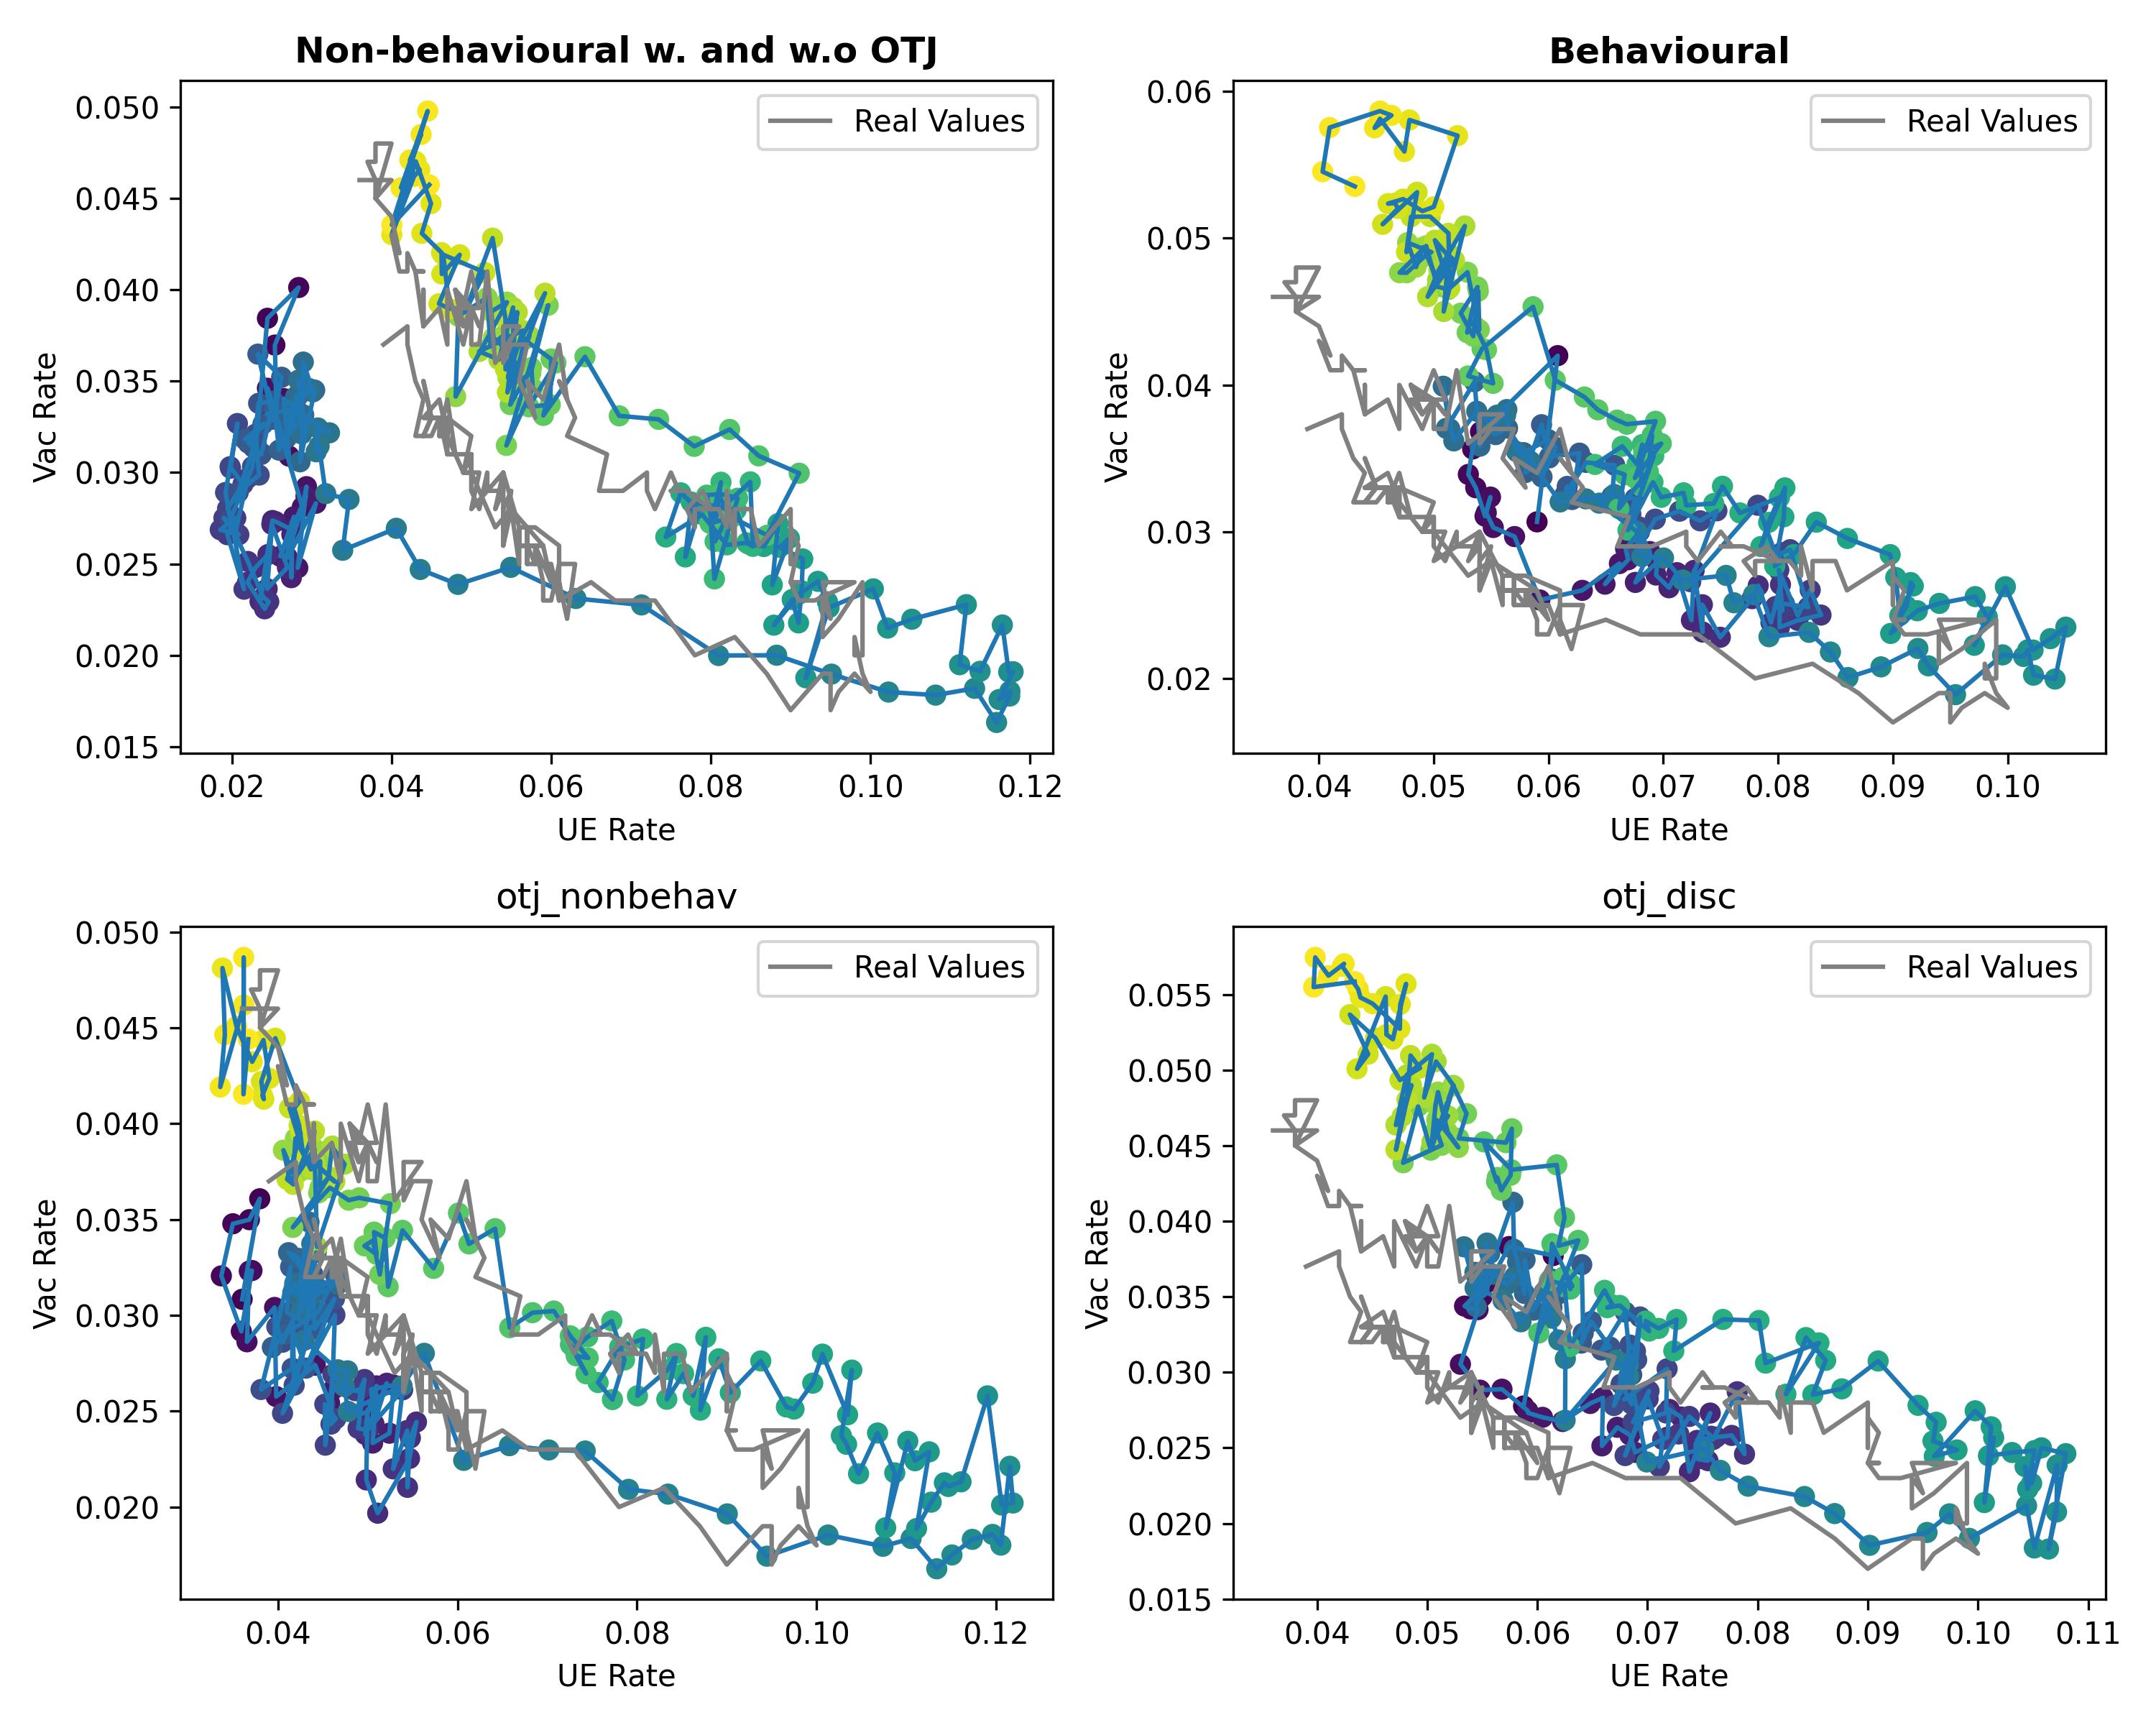 Non-behavioural w. and w.o OTJ
Real Values
0.050
0.045
0.040
0.035
0.030
0.025
0.020
0.015
Vac Rate
0.02 0.04 0.06 0.08 0.10 0.12
UE Rate
Behavioural
Real Values
0.06
0.05
0.04
0.03
0.02
Vac Rate
0.04 0.05 0.06 0.07 0.08 0.09 0.10
UE Rate
otj_nonbehav
Real Values
0.050
0.045
0.040
0.035
0.030
0.025
0.020
Vac Rate
0.04 0.06 0.08 0.10 0.12
UE Rate
otj_disc
Real Values
0.055
0.050
0.045
0.040
0.035
0.030
0.025
0.020
0.015
Vac Rate
0.04 0.05 0.06 0.07 0.08 0.09 0.10 0.11
UE Rate